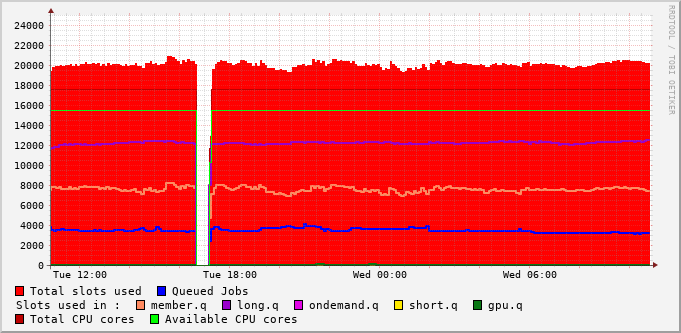 24000
22000
20000
18000
16000
14000
12000
10000
8000
6000
4000
2000
0
Tue 12:00 Tue 18:00 Wed 00:00 Wed 06:00
Total slots used Queued Jobs
Slots used in : member.q long.q ondemand.q short.q gpu.q
Total CPU cores Available CPU cores
RRDTOOL / TOBI OETIKER